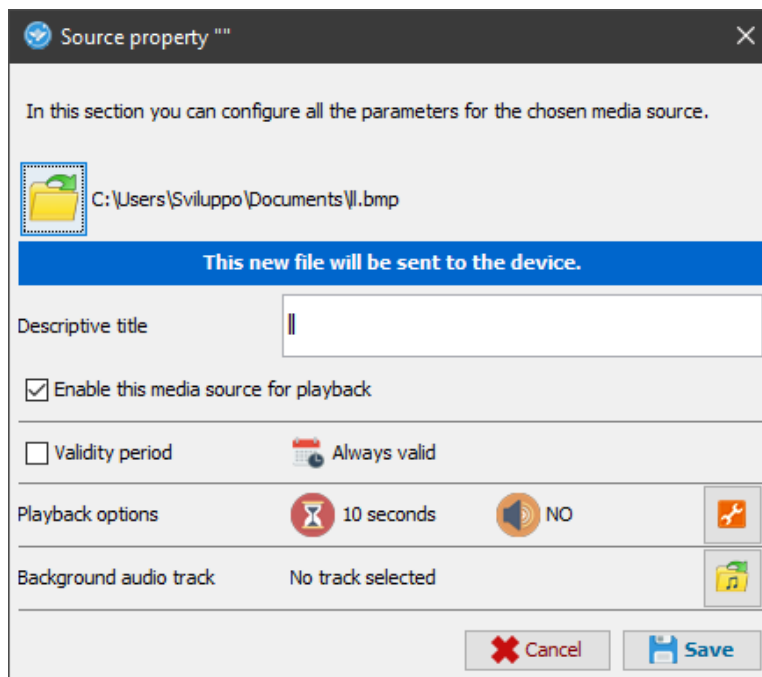 Source property ""
In this section you can configure all the parameters for the chosen media source.
C:\Users\Sviluppo\Documents\ll.bmp
This new file will be sent to the device.
Descriptive title ll
Enable this media source for playback
Validity period Always valid
Playback options 10 seconds NO
Background audio track No track selected
Cancel Save